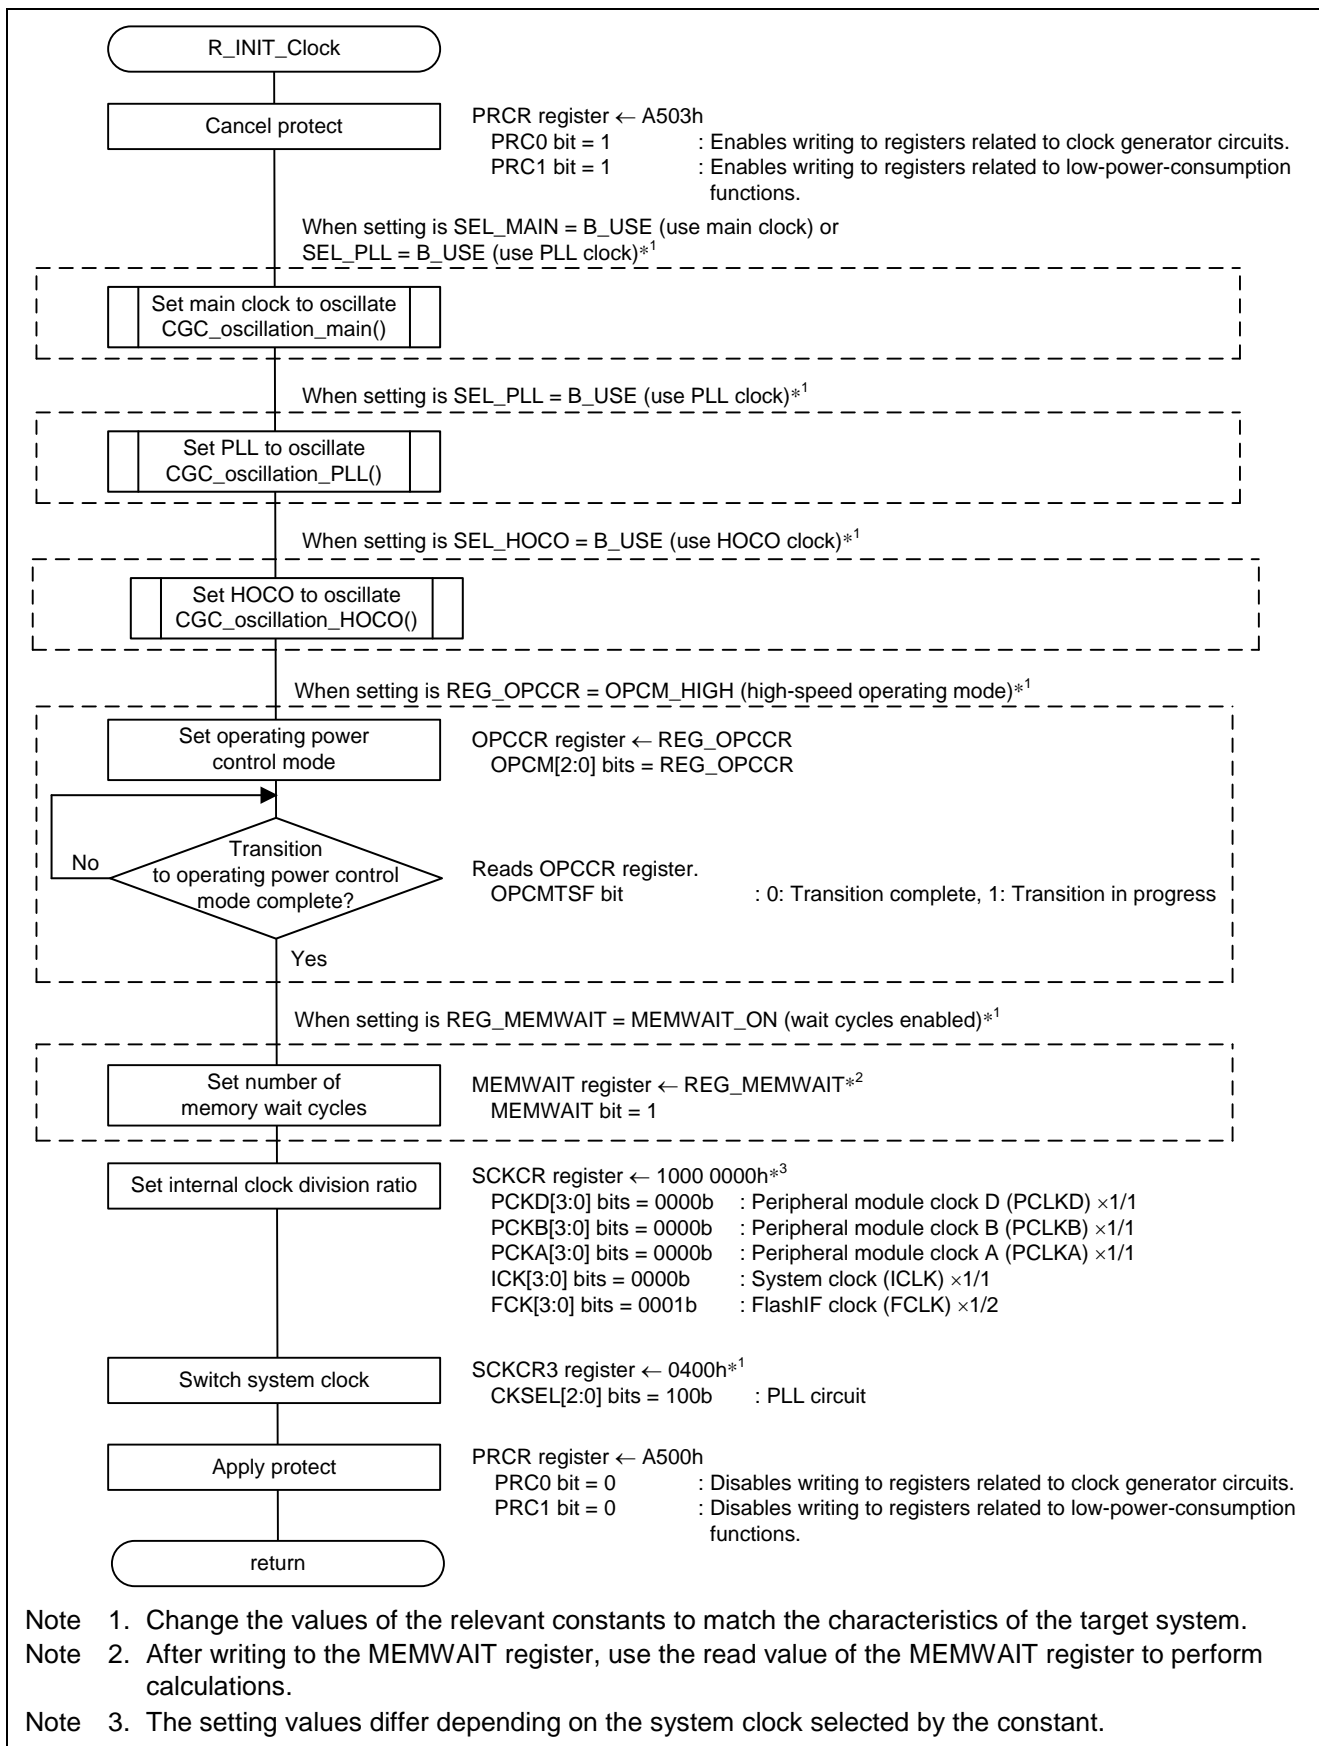 R_INIT_Clock
Cancel protect
PRCR register ← A503h
PRC0 bit = 1 : Enables writing to registers related to clock generator circuits.
PRC1 bit = 1 : Enables writing to registers related to low-power-consumption
functions.
When setting is SEL_MAIN = B_USE (use main clock) or
SEL_PLL = B_USE (use PLL clock)*1
Set main clock to oscillate
CGC_oscillation_main()
When setting is SEL_PLL = B_USE (use PLL clock)*1
Set PLL to oscillate
CGC_oscillation_PLL()
When setting is SEL_HOCO = B_USE (use HOCO clock)*1
Set HOCO to oscillate
CGC_oscillation_HOCO()
When setting is REG_OPCCR = OPCM_HIGH (high-speed operating mode)*1
Set operating power
control mode
OPCCR register ← REG_OPCCR
OPCM[2:0] bits = REG_OPCCR
No
Transition
to operating power control
mode complete?
Reads OPCCR register.
OPCMTSF bit : 0: Transition complete, 1: Transition in progress
Yes
When setting is REG_MEMWAIT = MEMWAIT_ON (wait cycles enabled)*1
Set number of
memory wait cycles
MEMWAIT register ← REG_MEMWAIT*2
MEMWAIT bit = 1
Set internal clock division ratio
SCKCR register ← 1000 0000h*3
PCKD[3:0] bits = 0000b : Peripheral module clock D (PCLKD) ×1/1
PCKB[3:0] bits = 0000b : Peripheral module clock B (PCLKB) ×1/1
PCKA[3:0] bits = 0000b : Peripheral module clock A (PCLKA) ×1/1
ICK[3:0] bits = 0000b : System clock (ICLK) ×1/1
FCK[3:0] bits = 0001b : FlashIF clock (FCLK) ×1/2
Switch system clock
SCKCR3 register ← 0400h*1
CKSEL[2:0] bits = 100b : PLL circuit
Apply protect
PRCR register ← A500h
PRC0 bit = 0 : Disables writing to registers related to clock generator circuits.
PRC1 bit = 0 : Disables writing to registers related to low-power-consumption
functions.
return
Note 1. Change the values of the relevant constants to match the characteristics of the target system.
Note 2. After writing to the MEMWAIT register, use the read value of the MEMWAIT register to perform
calculations.
Note 3. The setting values differ depending on the system clock selected by the constant.